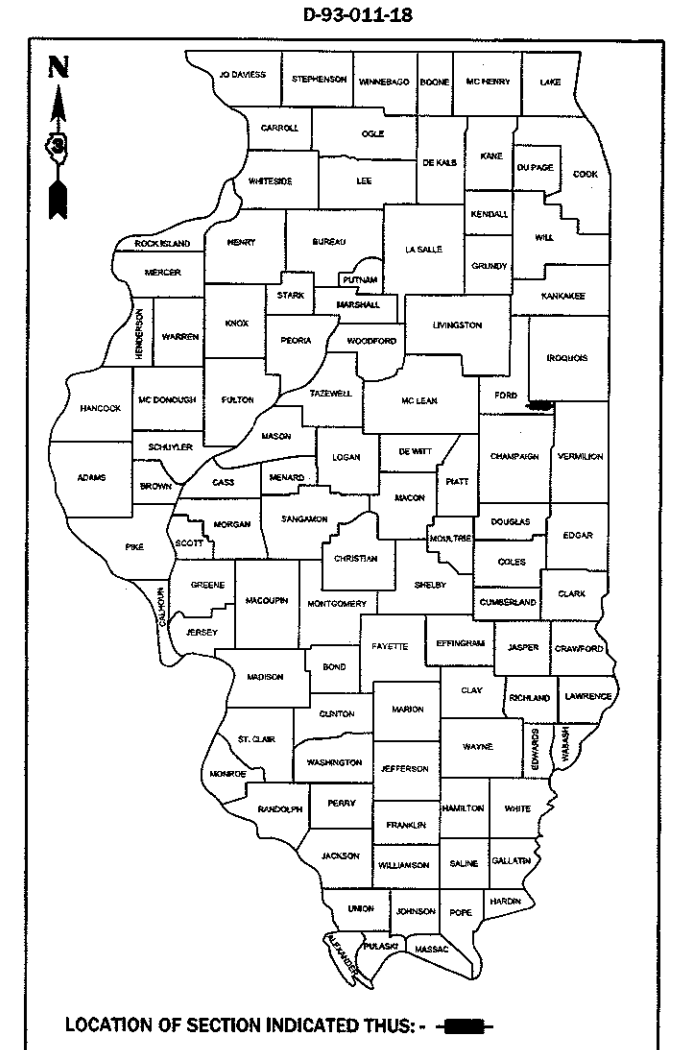 D-93-011-18
N
3
JO DAVIESS STEPHENSON WINNEBAGO BOONE MC HENRY LAKE
CARROLL OGLE DE KALB KANE DU PAGE COOK
WHITESIDE LEE
KENDALL WILL
ROCK ISLAND HENRY BUREAU LA SALLE GRUNDY
MERCER PUTNAM KANKAKEE
STARK MARSHALL
HENDERSON WARREN KNOX PEORIA WOODFORD LIVINGSTON IROQUOIS
HANCOCK MC DONOUGH FULTON TAZEWELL MC LEAN FORD
MASON
SCHUYLER LOGAN DE WITT CHAMPAIGN VERMILION
ADAMS BROWN CASS MENARD PIATT
MACON
MORGAN SANGAMON DOUGLAS
PIKE SCOTT CHRISTIAN MOULTRIE EDGAR
COLES
GREENE SHELBY
CALHOUN MACOUPIN MONTGOMERY CUMBERLAND CLARK
JERSEY FAYETTE EFFINGHAM JASPER CRAWFORD
MADISON BOND
CLAY RICHLAND LAWRENCE
CLINTON MARION
ST. CLAIR WAYNE EDWARDS WABASH
WASHINGTON JEFFERSON
MONROE
RANDOLPH PERRY HAMILTON WHITE
FRANKLIN
JACKSON WILLIAMSON SALINE GALLATIN
UNION JOHNSON POPE HARDIN
ALEXANDER PULASKI MASSAC
LOCATION OF SECTION INDICATED THUS: -